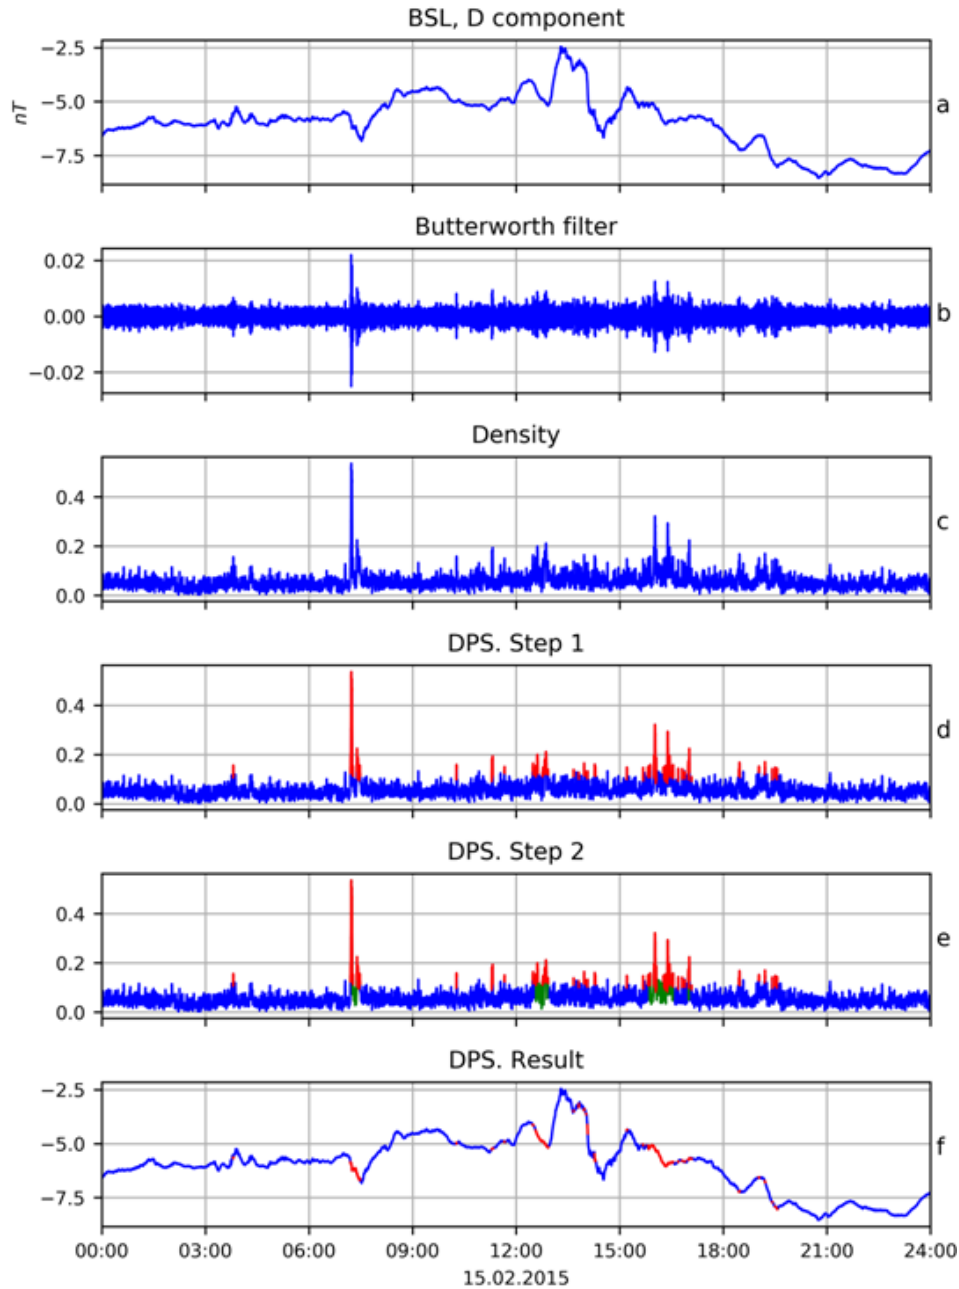 BSL, D component
−2.5
−5.0
−7.5
nT
a
Butterworth filter
0.02
0.00
−0.02
b
Density
0.4
0.2
0.0
c
DPS. Step 1
0.4
0.2
0.0
d
DPS. Step 2
0.4
0.2
0.0
e
DPS. Result
−2.5
−5.0
−7.5
f
00:00 03:00 06:00 09:00 12:00 15:00 18:00 21:00 24:00
15.02.2015